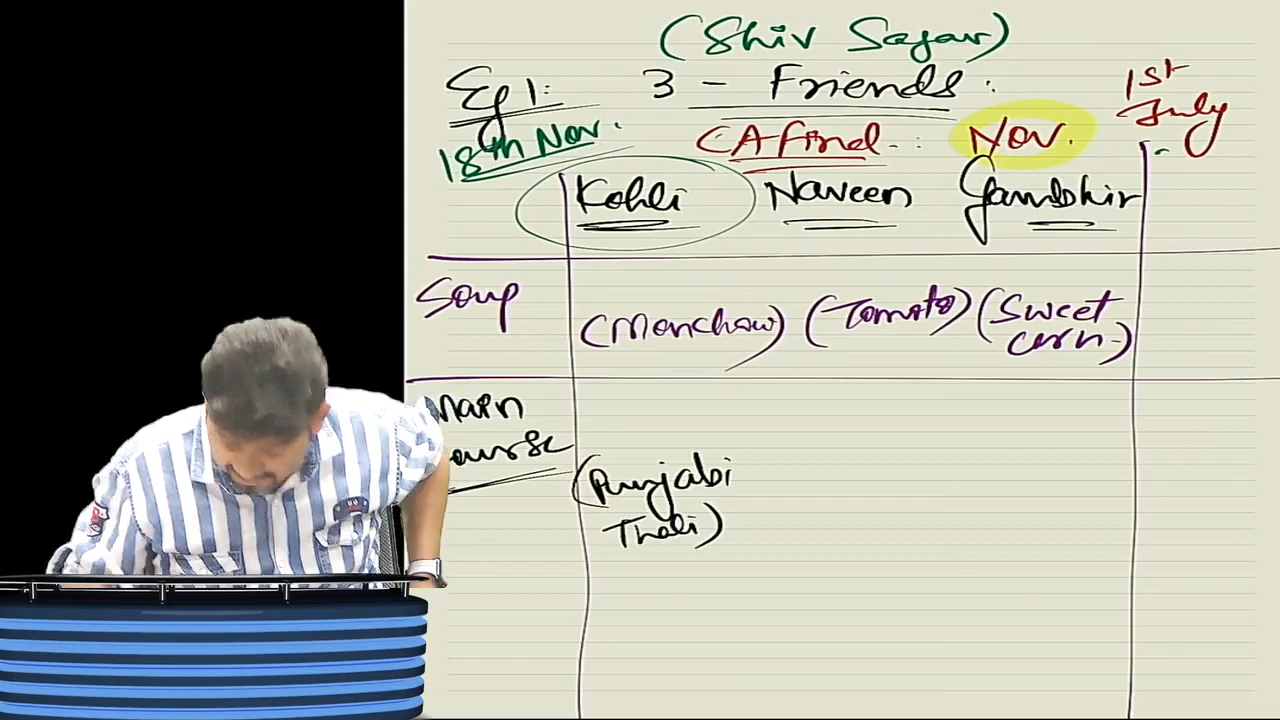 (Shiv Sagar)
Eg 1: 3 - Friends:
1st July
18th Nov. CA Final. : Nov.
Kohli Naveen Gambhir
Soup (Manchow) (Tomato) (Sweet corn)
Main Course
(Punjabi Thali)